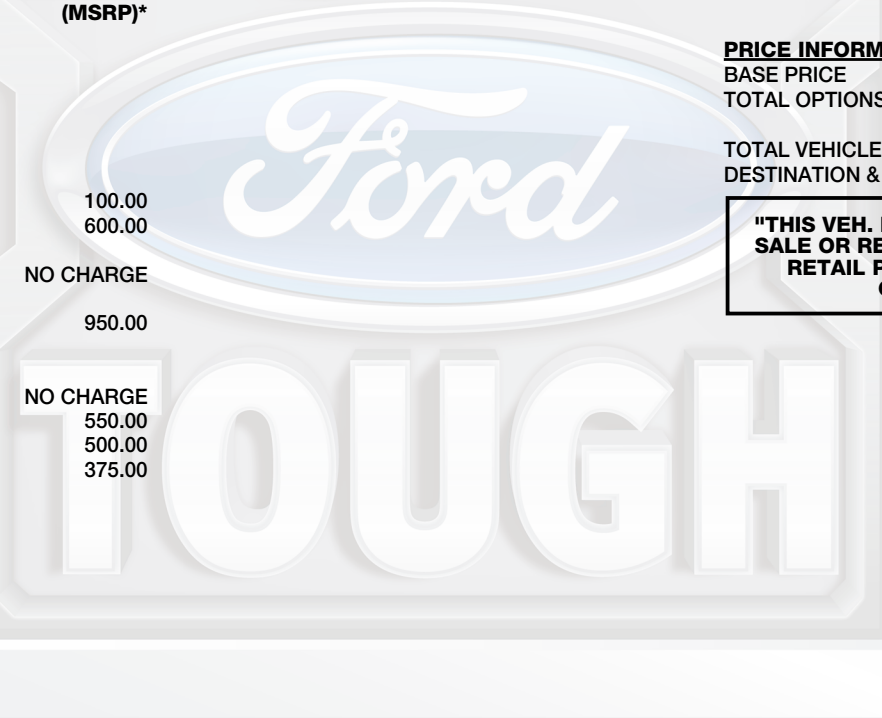 (MSRP)*
100.00
600.00
NO CHARGE
950.00
NO CHARGE
550.00
500.00
375.00
PRICE INFORM
BASE PRICE
TOTAL OPTIONS
TOTAL VEHICLE
DESTINATION &
"THIS VEH.
SALE OR RE
RETAIL P
Ford
TOUGH